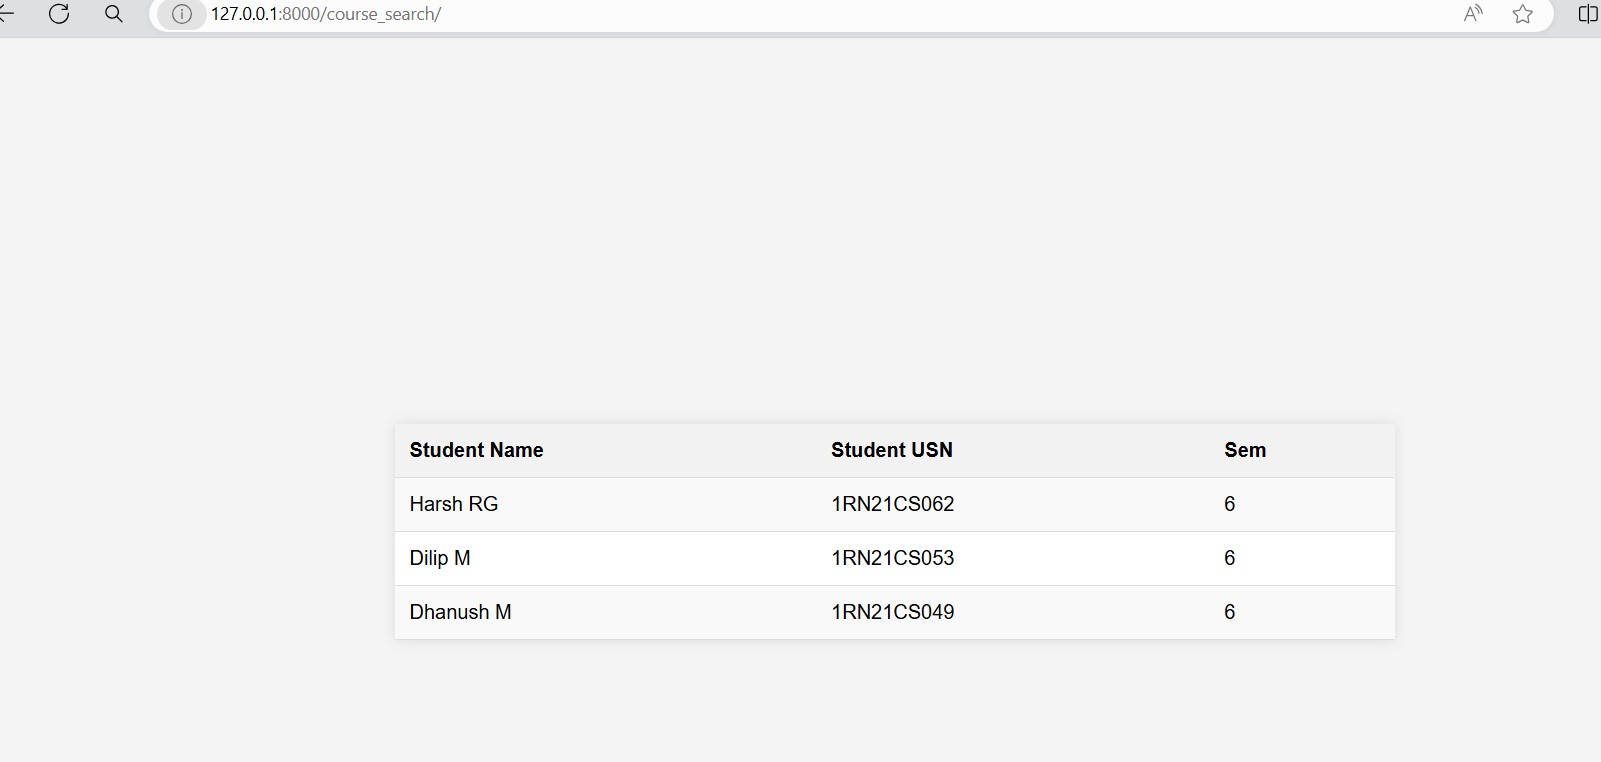 127.0.0.1:8000/course_search/
Student Name Student USN Sem
Harsh RG 1RN21CS062 6
Dilip M 1RN21CS053 6
Dhanush M 1RN21CS049 6